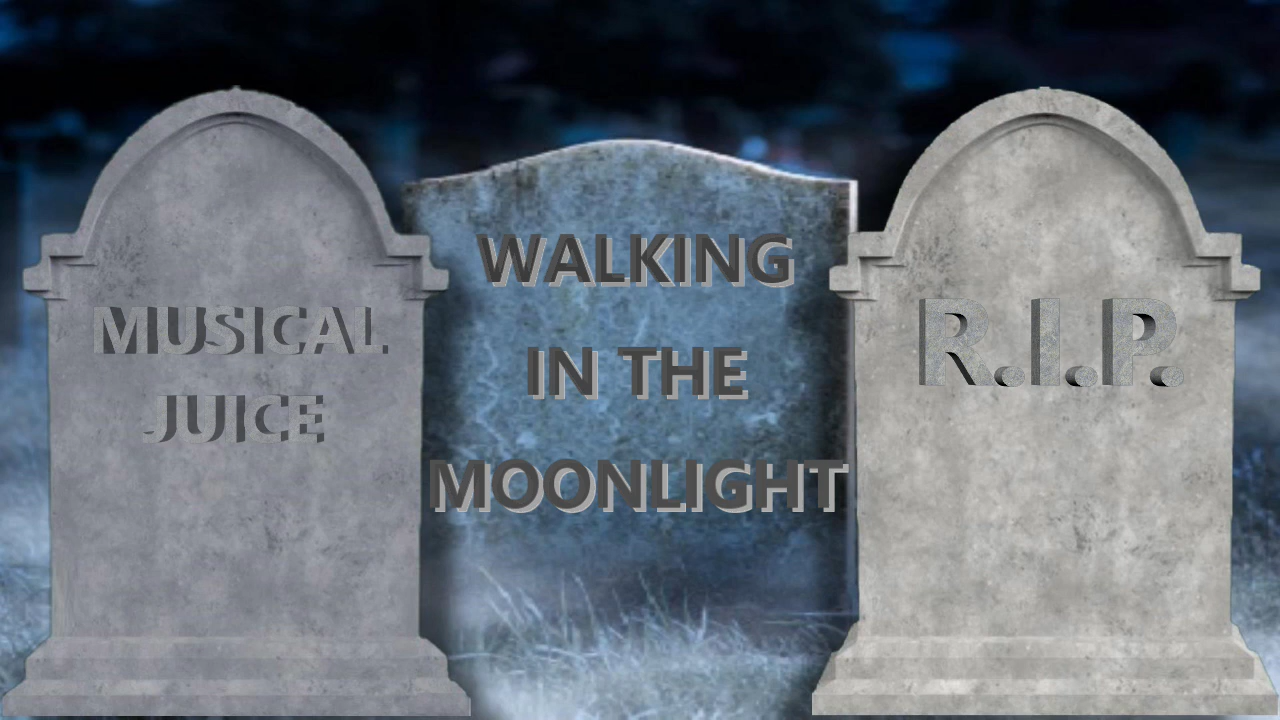 MUSICAL
JUICE
WALKING
IN THE
MOONLIGHT
R.I.P.